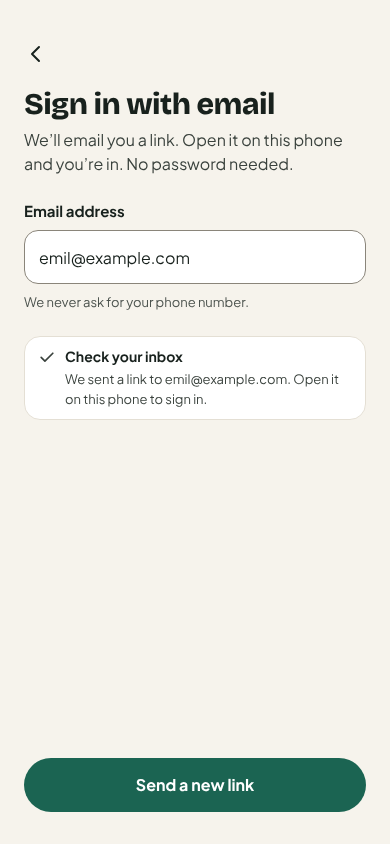 Sign in with email
We’ll email you a link. Open it on this phone
and you’re in. No password needed.
Email address
emil@example.com
We never ask for your phone number.
Check your inbox
We sent a link to emil@example.com. Open it
on this phone to sign in.
Send a new link